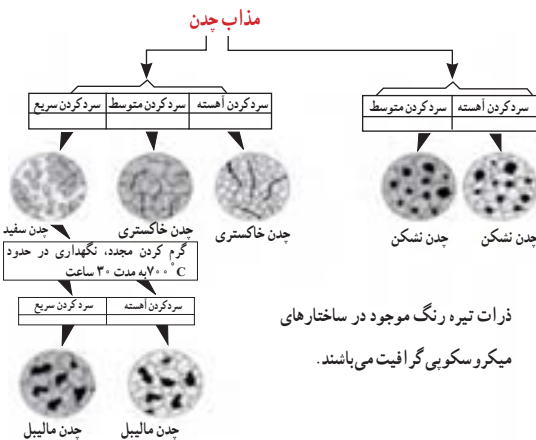 مذاب چدن
سردکردن آهسته سردکردن متوسط سردکردن سریع
سردکردن آهسته سردکردن متوسط
چدن خاکستری چدن خاکستری چدن سفید
چدن نشکن چدن نشکن
گرم کردن مجدد، نگهداری در حدود
۷۰۰°C به مدت ۳۰ ساعت
سردکردن آهسته سردکردن سریع
چدن مالیبل چدن مالیبل
ذرات تیره رنگ موجود در ساختارهای
میکروسکوپی گرافیت می‌باشند.